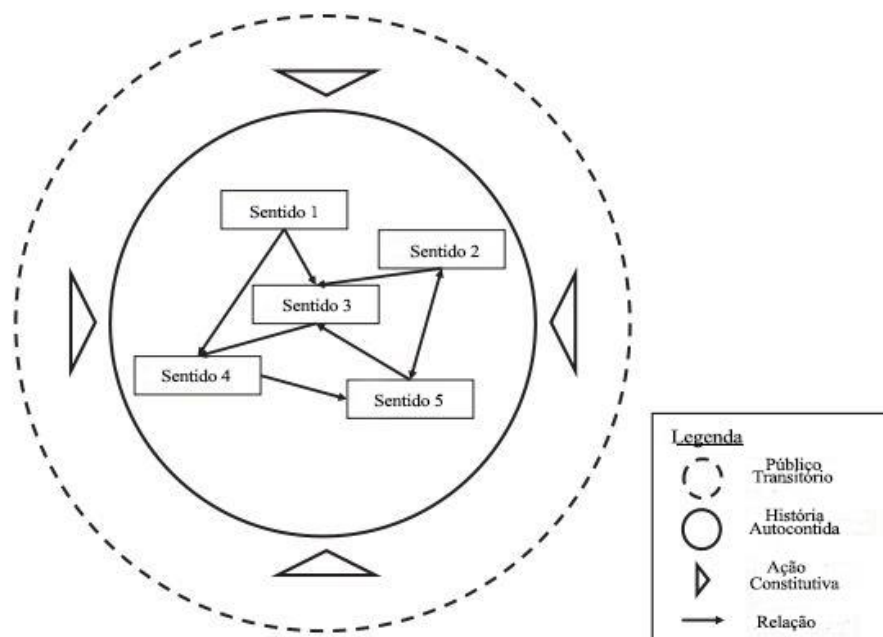 Sentido 1
Sentido 2
Sentido 3
Sentido 4
Sentido 5
Legenda
Público
Transitório
História
Autocontida
Ação
Constitutiva
Relação